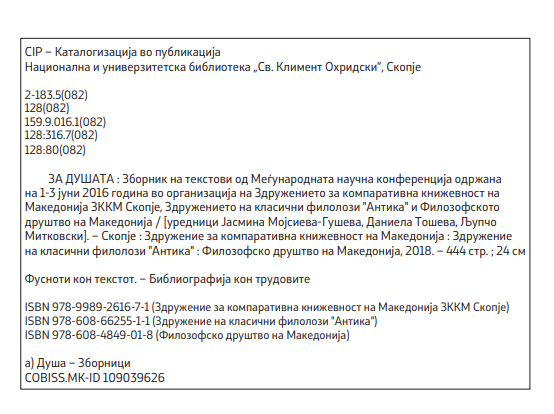 CIP – Каталогизација во публикација
Национална и универзитетска библиотека „Св. Климент Охридски“, Скопје
2-183.5(082)
128(082)
159.9.016.1(082)
128:316.7(082)
128:80(082)
ЗА ДУШАТА : Зборник на текстови од Меѓународната научна конференција одржана
на 1-3 јуни 2016 година во организација на Здружението за компаративна книжевност на
Македонија ЗККМ Скопје, Здружението на класични филолози "Антика" и Филозофското
друштво на Македонија / [уредници Јасмина Мојсиева-Гушева, Даниела Тошева, Љупчо
Митковски]. – Скопје : Здружение за компаративна книжевност на Македонија : Здружение
на класични филолози "Антика" : Филозофско друштво на Македонија, 2018. – 444 стр. ; 24 см
Фусноти кон текстот. – Библиографија кон трудовите
ISBN 978-9989-2616-7-1 (Здружение за компаративна книжевност на Македонија ЗККМ Скопје)
ISBN 978-608-66255-1-1 (Здружение на класични филолози "Антика")
ISBN 978-608-4849-01-8 (Филозофско друштво на Македонија)
а) Душа – Зборници
COBISS.MK-ID 109039626